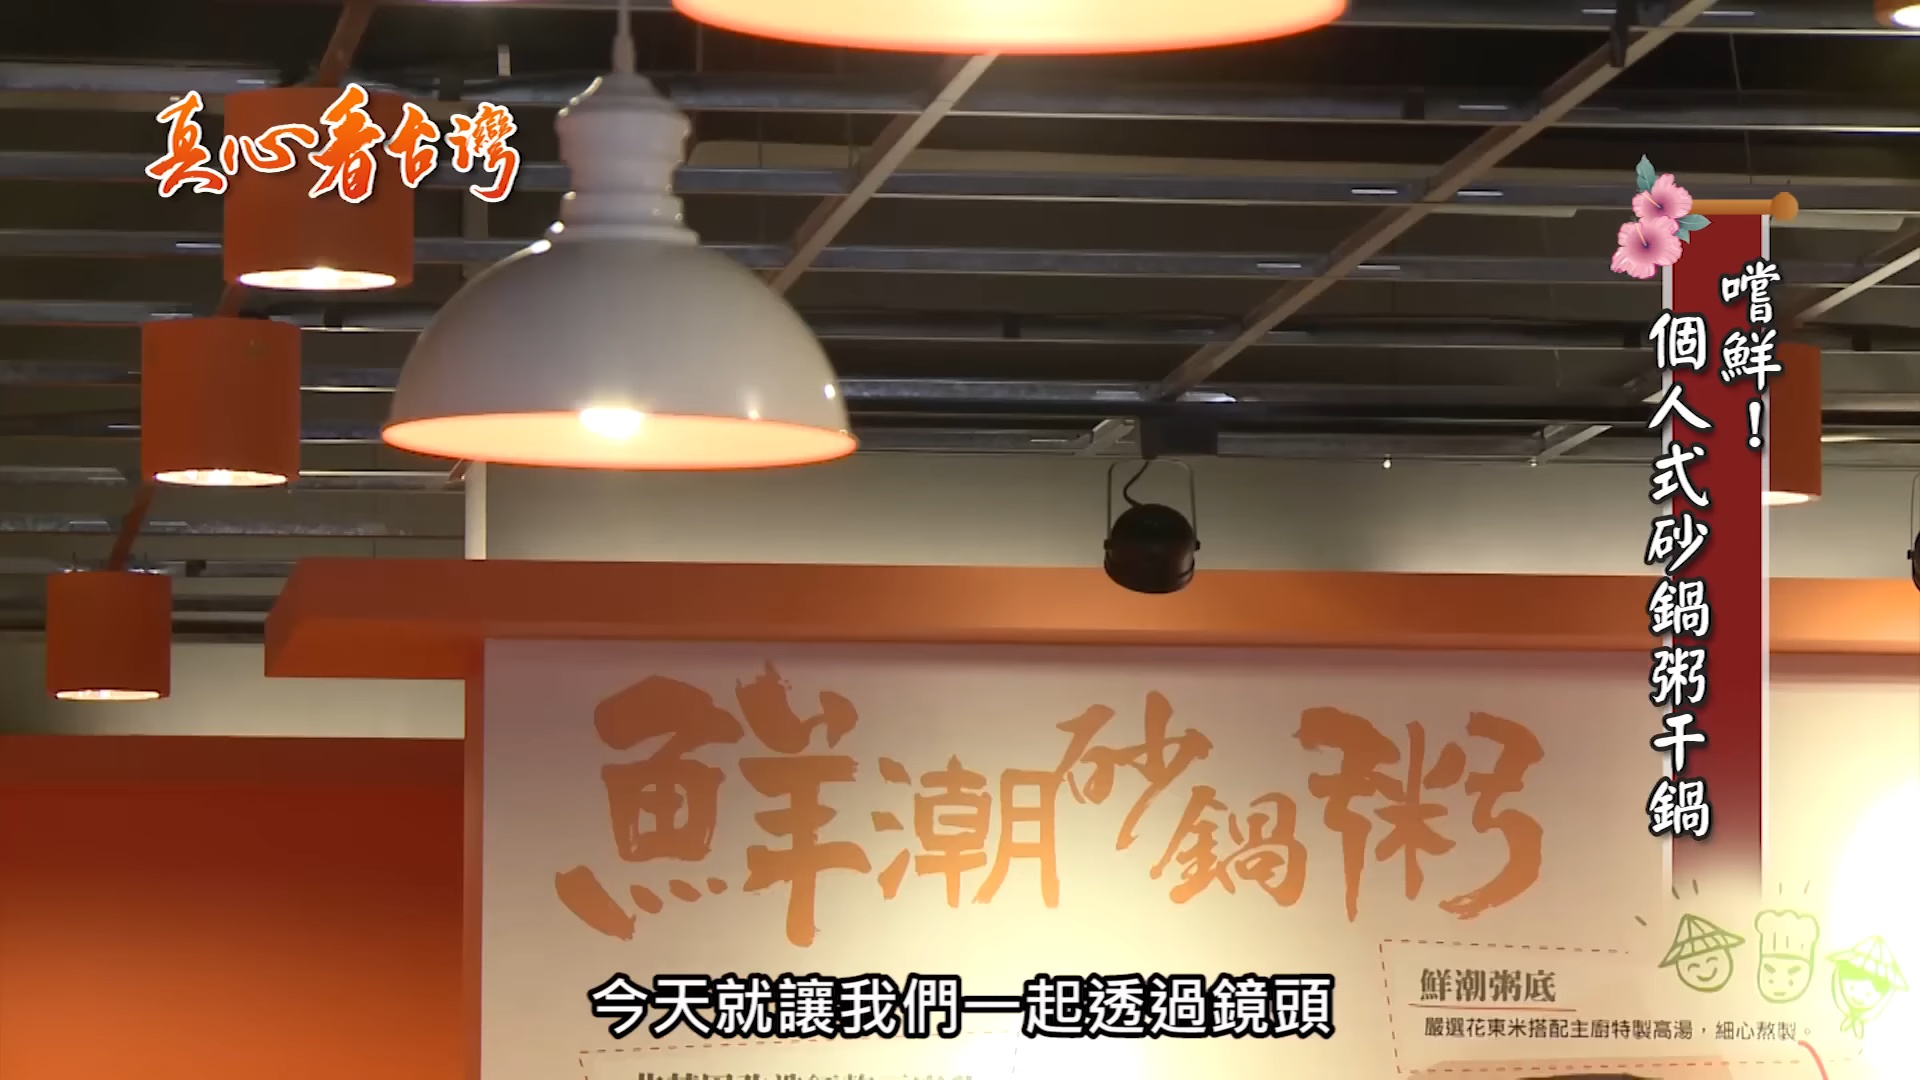 真心看台灣
嚐鮮！
個人式砂鍋粥干鍋
鮮潮砂鍋粥
鮮潮粥底
嚴選花東米搭配主廚特製高湯，細心熬製。
今天就讓我們一起透過鏡頭